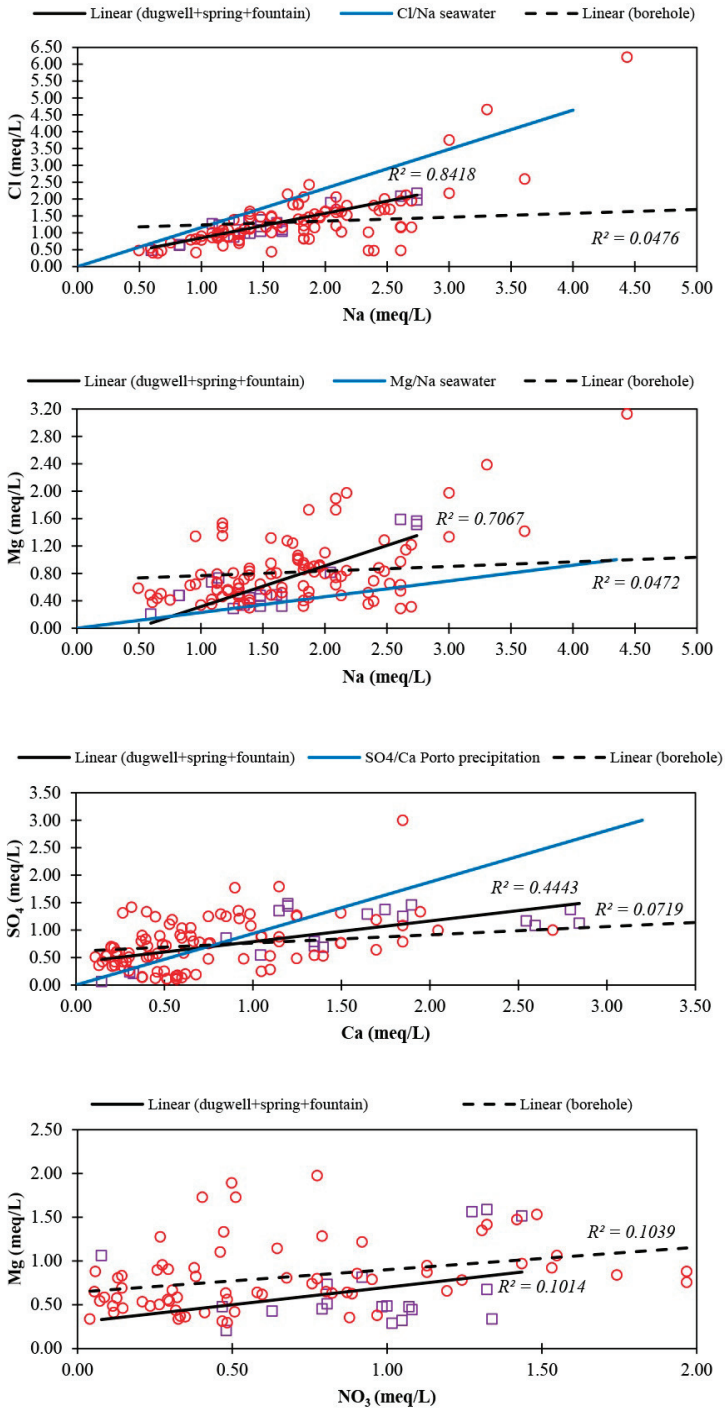 Linear (dugwell+spring+fountain) Cl/Na seawater Linear (borehole)
6.50
6.00
5.50
5.00
4.50
4.00
3.50
3.00
2.50
2.00
1.50
1.00
0.50
0.00
Cl (meq/L)
R² = 0.8418
R² = 0.0476
0.00 0.50 1.00 1.50 2.00 2.50 3.00 3.50 4.00 4.50 5.00
Na (meq/L)
Linear (dugwell+spring+fountain) Mg/Na seawater Linear (borehole)
3.20
2.80
2.40
2.00
1.60
1.20
0.80
0.40
0.00
Mg (meq/L)
R² = 0.7067
R² = 0.0472
0.00 0.50 1.00 1.50 2.00 2.50 3.00 3.50 4.00 4.50 5.00
Na (meq/L)
Linear (dugwell+spring+fountain) SO4/Ca Porto precipitation Linear (borehole)
3.50
3.00
2.50
2.00
1.50
1.00
0.50
0.00
SO₄ (meq/L)
R² = 0.4443
R² = 0.0719
0.00 0.50 1.00 1.50 2.00 2.50 3.00 3.50
Ca (meq/L)
Linear (dugwell+spring+fountain) Linear (borehole)
2.50
2.00
1.50
1.00
0.50
0.00
Mg (meq/L)
R² = 0.1039
R² = 0.1014
0.00 0.50 1.00 1.50 2.00
NO₃ (meq/L)